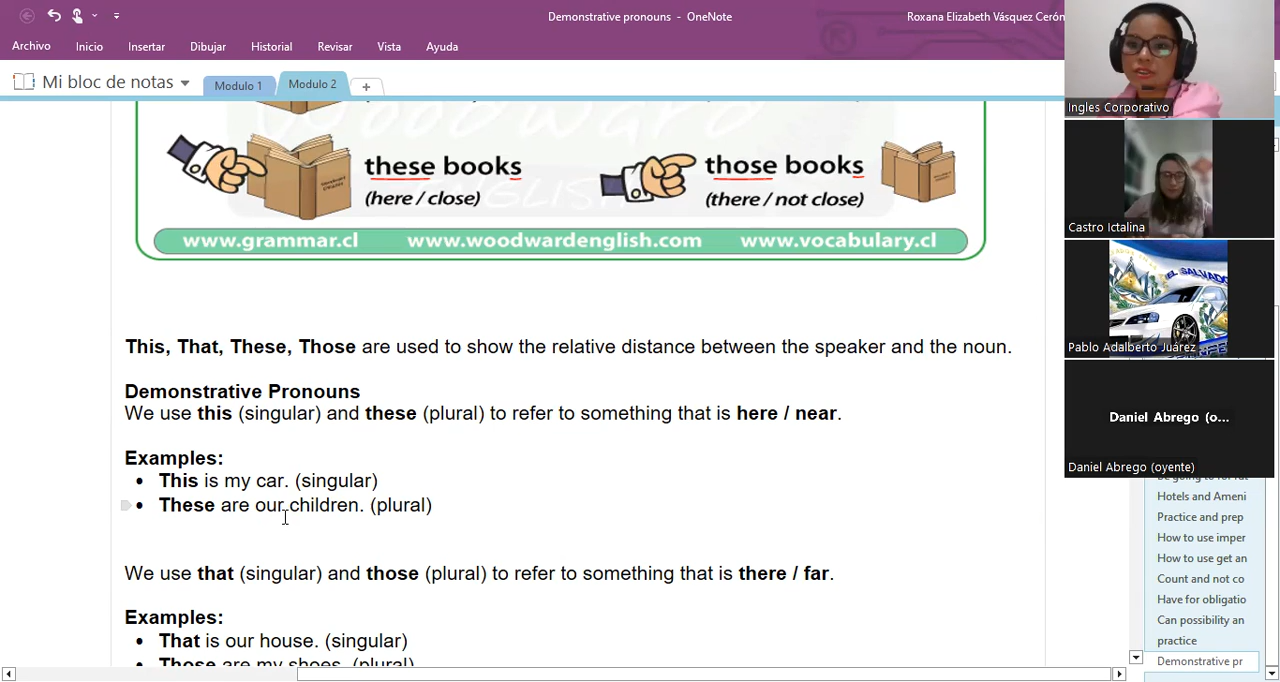 Demonstrative pronouns - OneNote
Roxana Elizabeth Vásquez Cerón
Archivo Inicio Insertar Dibujar Historial Revisar Vista Ayuda
Mi bloc de notas Modulo 1 Modulo 2 +
these books
(here / close)
those books
(there / not close)
www.grammar.cl www.woodwardenglish.com www.vocabulary.cl
This, That, These, Those are used to show the relative distance between the speaker and the noun.
Demonstrative Pronouns
We use this (singular) and these (plural) to refer to something that is here / near.
Examples:
• This is my car. (singular)
• These are our children. (plural)
We use that (singular) and those (plural) to refer to something that is there / far.
Examples:
• That is our house. (singular)
• Those are my shoes. (plural)
Ingles Corporativo
Castro Ictalina
EL SALVADOR
Pablo Adalberto Juárez
Daniel Abrego (o...
Daniel Abrego (oyente)
Hotels and Ameni
Practice and prep
How to use imper
How to use get an
Count and not co
Have for obligatio
Can possibility an
practice
Demonstrative pr